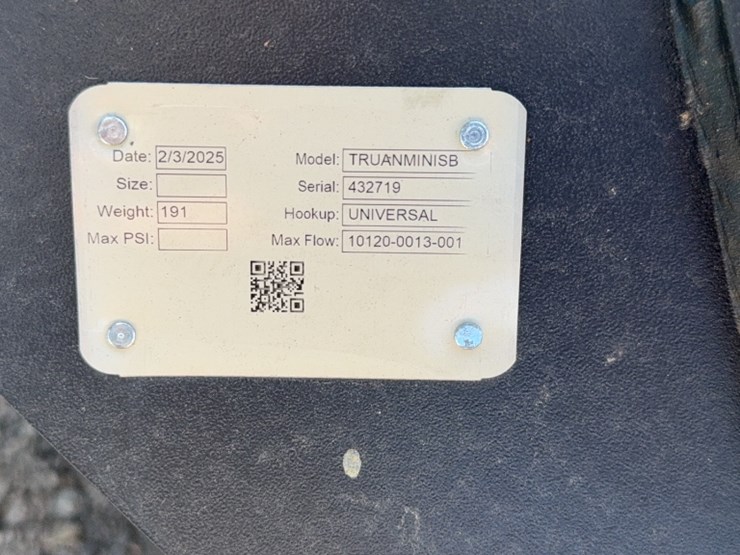 Date: 2/3/2025
Size:
Weight: 191
Max PSI:
Model: TRUANMINISB
Serial: 432719
Hookup: UNIVERSAL
Max Flow: 10120-0013-001